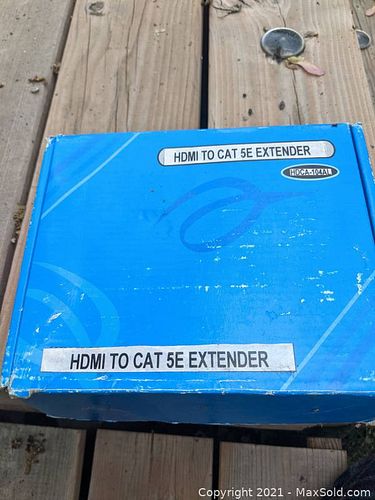 HDMI TO CAT 5E EXTENDER
HDCA-104AL
HDMI TO CAT 5E EXTENDER
Copyright © 2021 - MaxSold.com